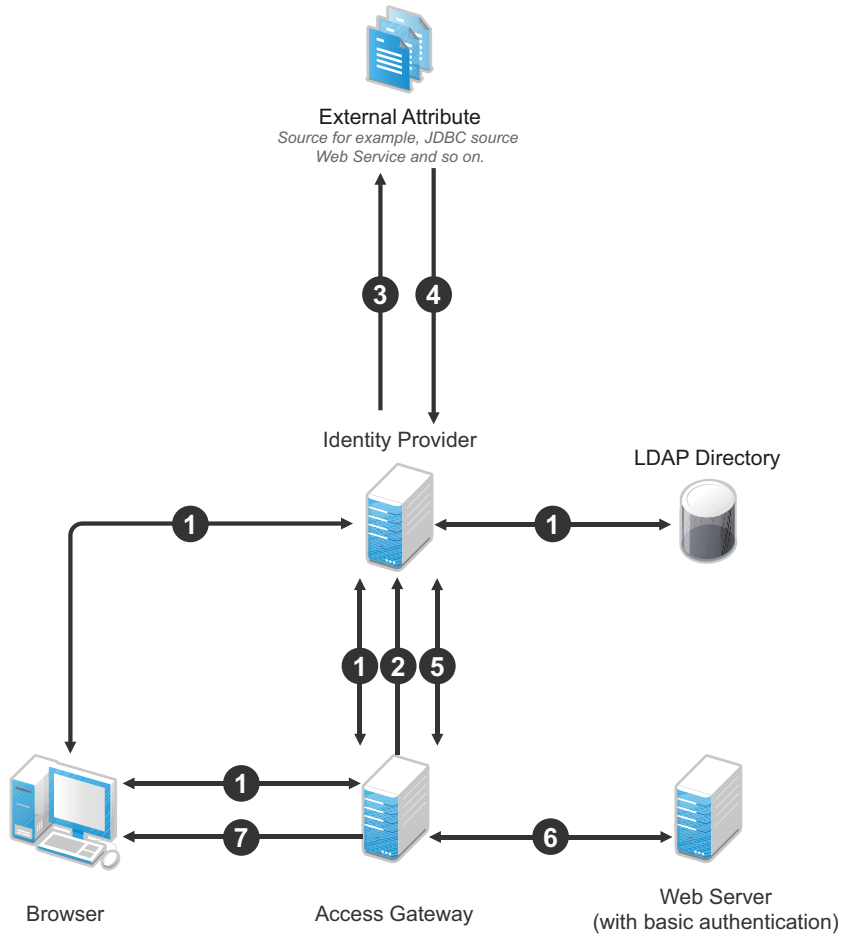 External Attribute
Source for example, JDBC source
Web Service and so on.
3
4
Identity Provider
LDAP Directory
1
1
1
2
5
1
7
6
Browser
Access Gateway
Web Server
(with basic authentication)